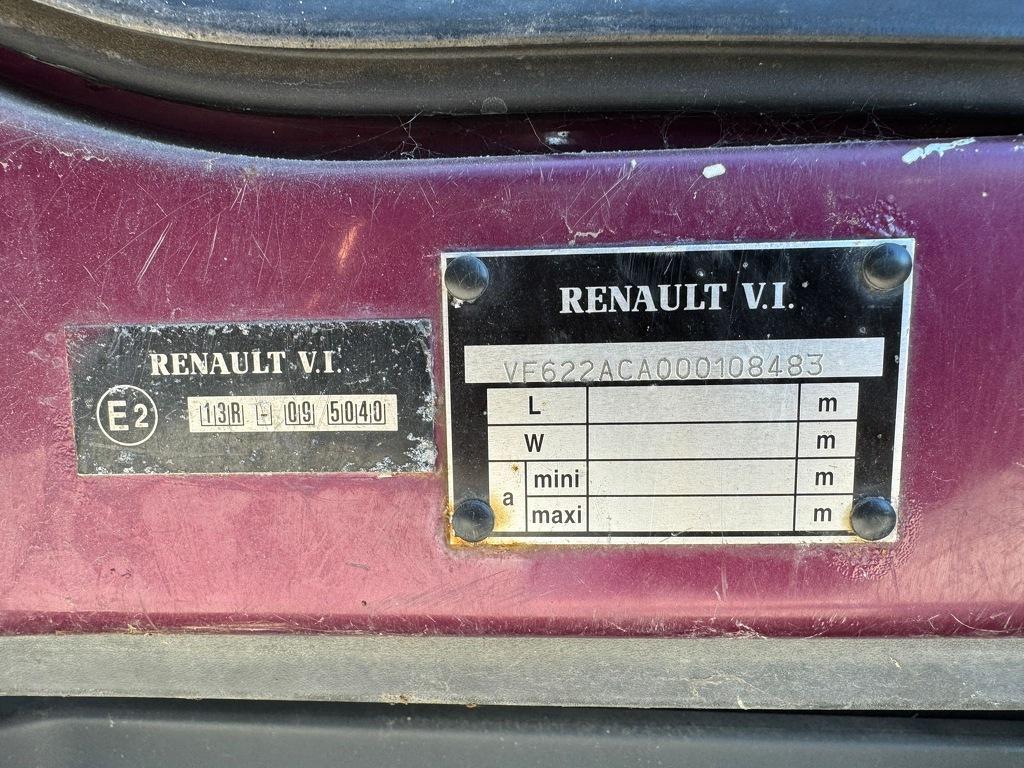 RENAULT V.I.
E2
13R - 09 5040
RENAULT V.I.
VF622ACA000108483
L m
W m
a mini m
maxi m